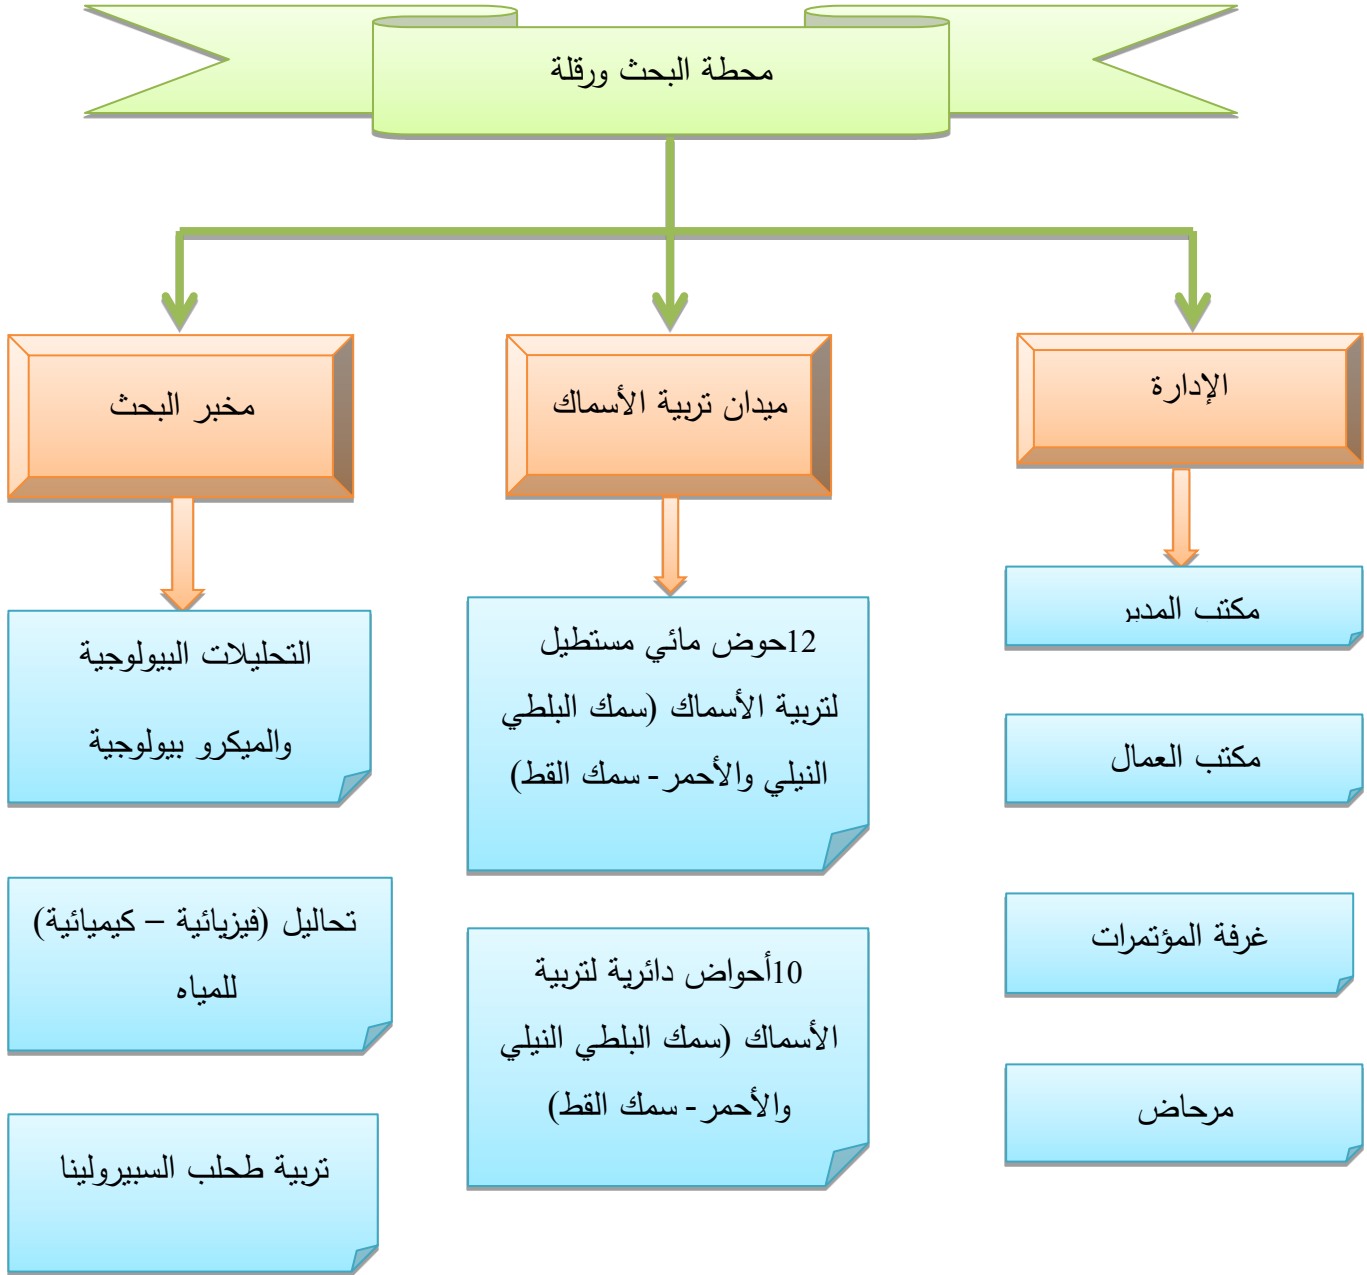 محطة البحث ورقلة
الإدارة
ميدان تربية الأسماك
مخبر البحث
مكتب المدير
مكتب العمال
غرفة المؤتمرات
مرحاض
12حوض مائي مستطيل
لتربية الأسماك (سمك البلطي
النيلي والأحمر- سمك القط)
10أحواض دائرية لتربية
الأسماك (سمك البلطي النيلي
والأحمر- سمك القط)
التحليلات البيولوجية
والميكرو بيولوجية
تحاليل (فيزيائية – كيميائية)
للمياه
تربية طحلب السبيرولينا